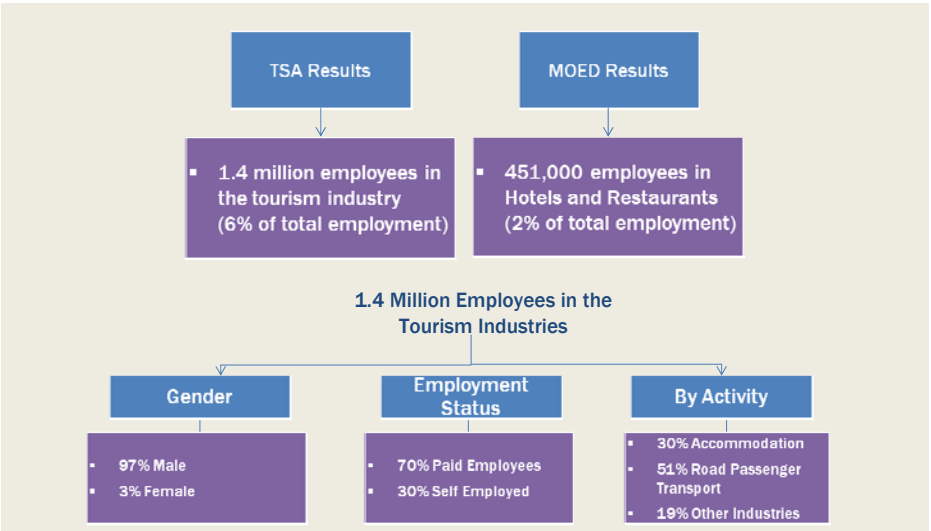 TSA Results
MOED Results
▪ 1.4 million employees in
the tourism industry
(6% of total employment)
▪ 451,000 employees in
Hotels and Restaurants
(2% of total employment)
1.4 Million Employees in the
Tourism Industries
Gender
Employment
Status
By Activity
▪ 97% Male
▪ 3% Female
▪ 70% Paid Employees
▪ 30% Self Employed
▪ 30% Accommodation
▪ 51% Road Passenger
Transport
▪ 19% Other Industries